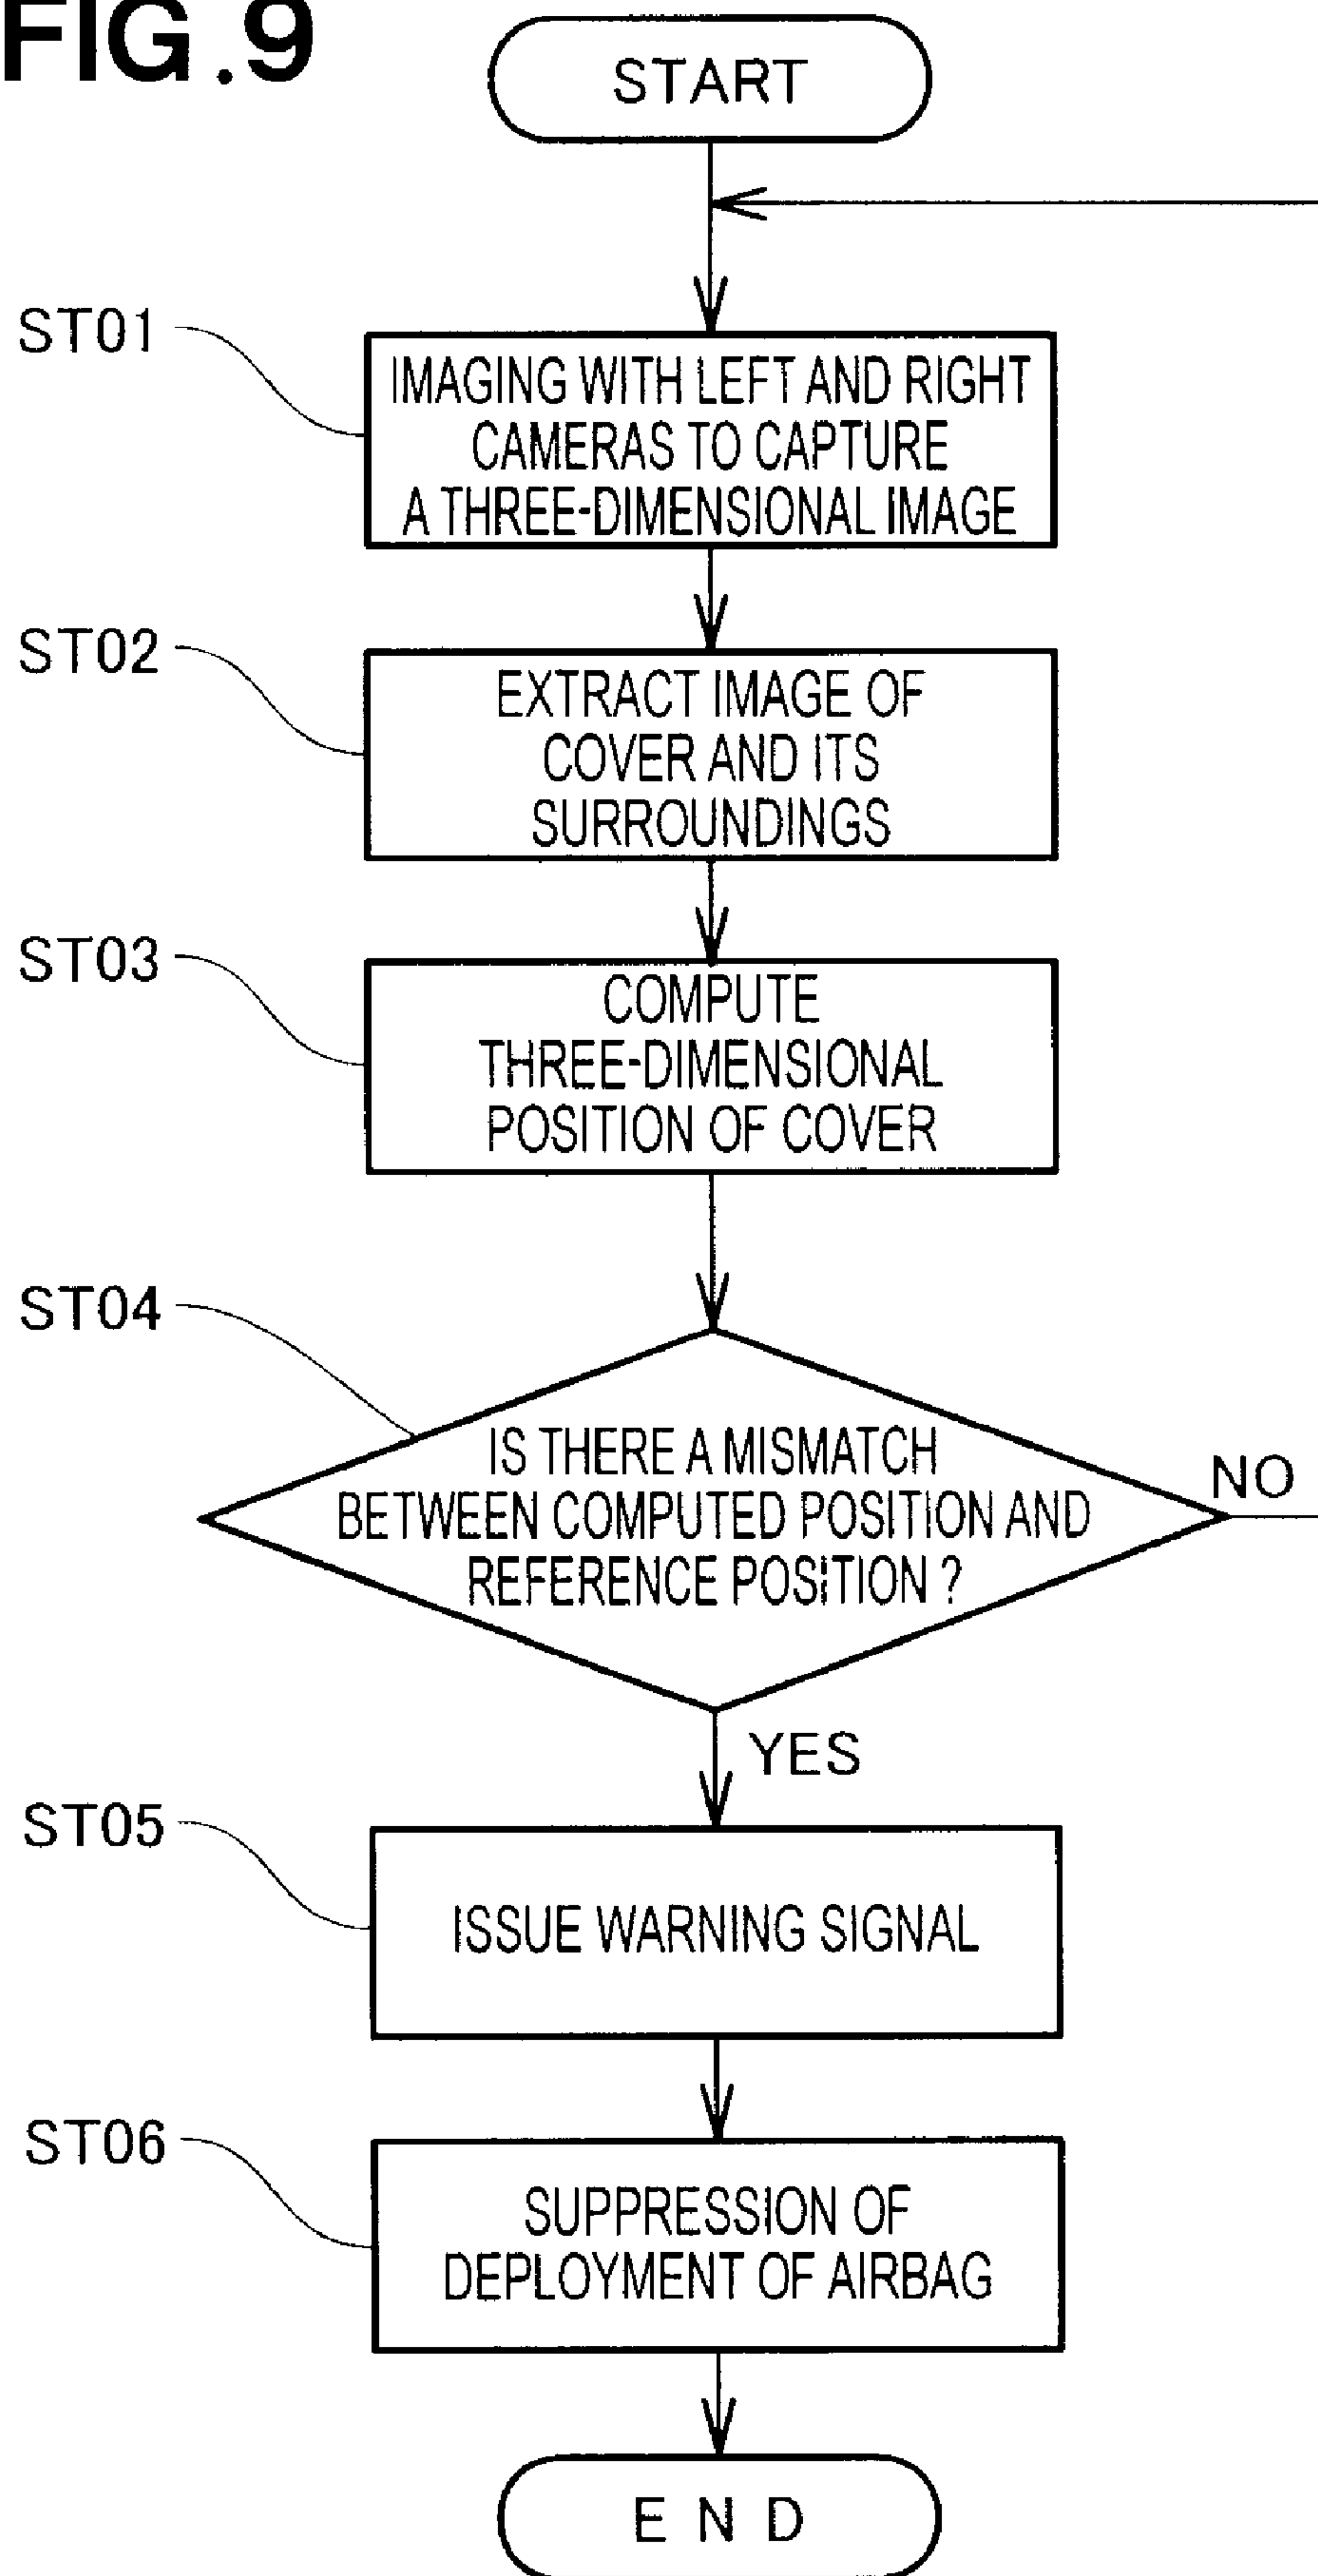 FIG.9
START
ST01
IMAGING WITH LEFT AND RIGHT
CAMERAS TO CAPTURE
A THREE-DIMENSIONAL IMAGE
ST02
EXTRACT IMAGE OF
COVER AND ITS
SURROUNDINGS
ST03
COMPUTE
THREE-DIMENSIONAL
POSITION OF COVER
ST04
IS THERE A MISMATCH
BETWEEN COMPUTED POSITION AND
REFERENCE POSITION ?
NO
YES
ST05
ISSUE WARNING SIGNAL
ST06
SUPPRESSION OF
DEPLOYMENT OF AIRBAG
END